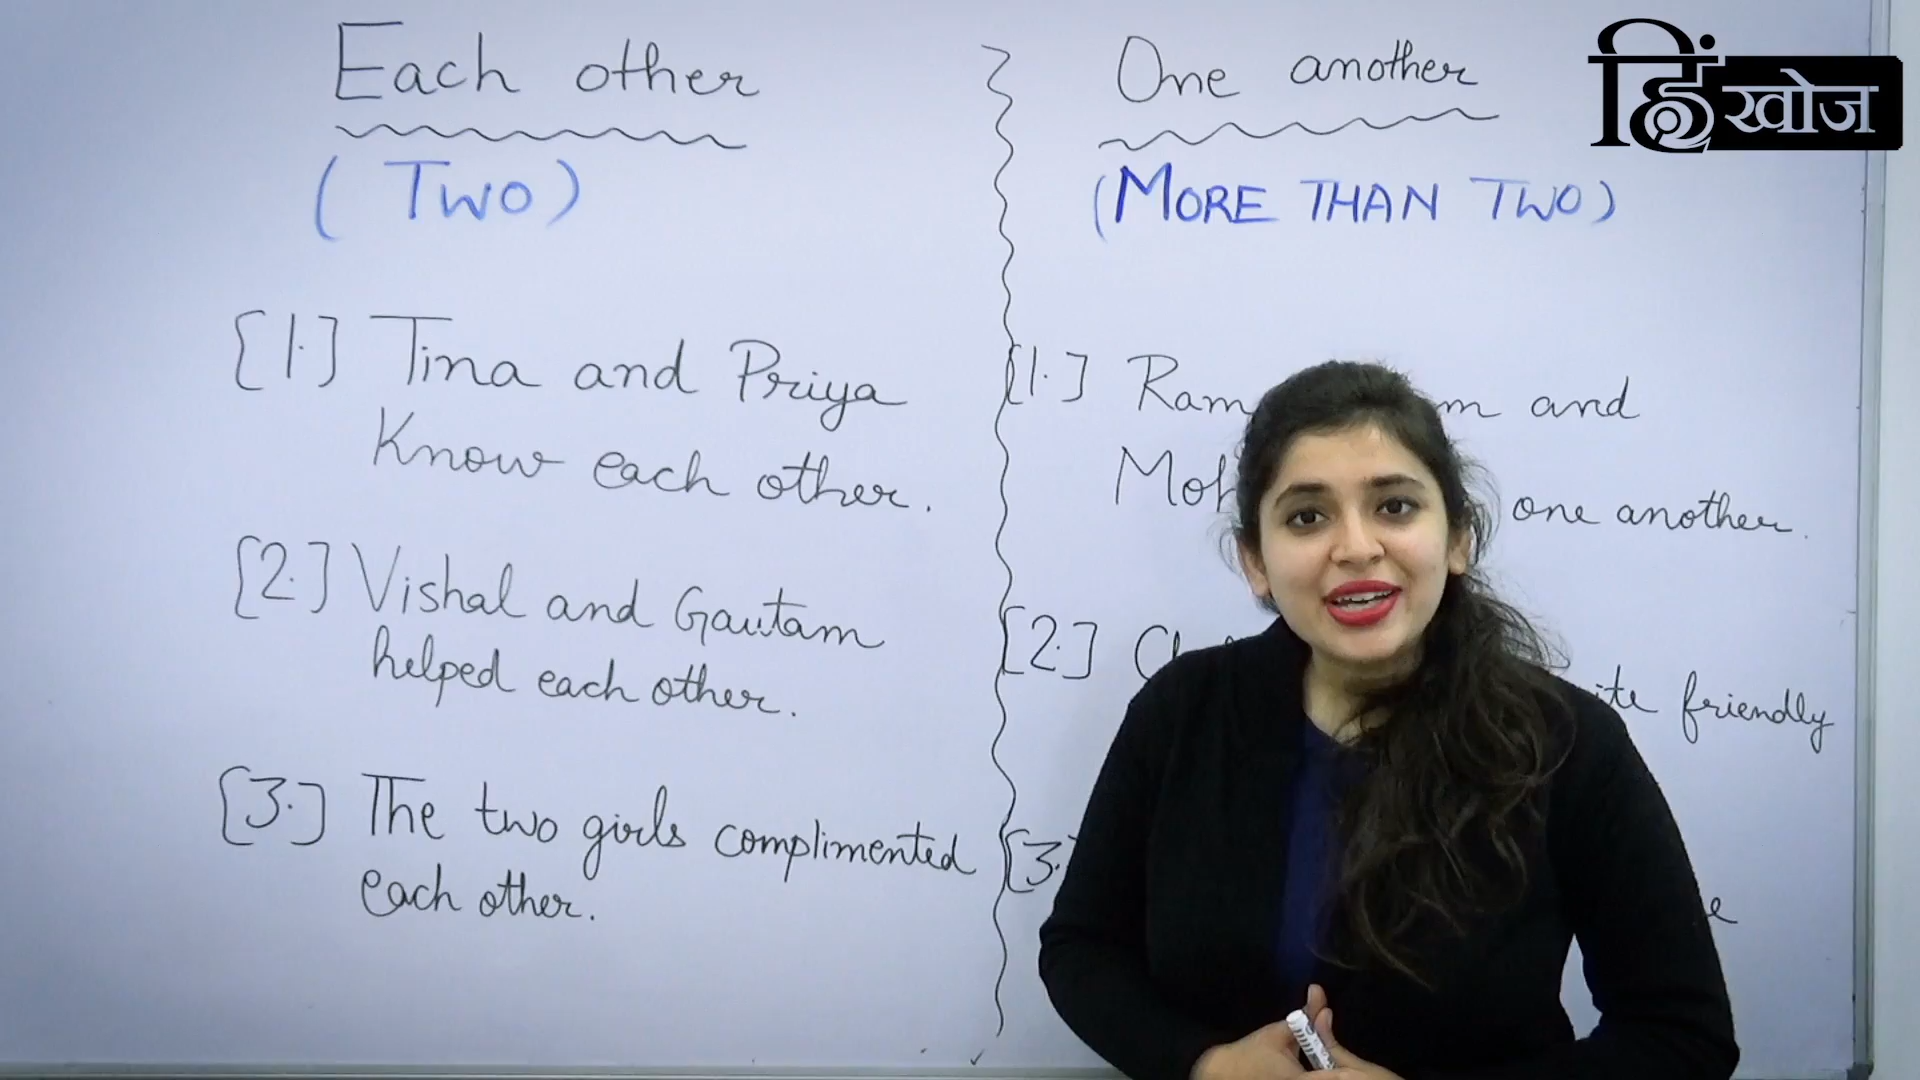 Each other
(TWO)
[1.] Tina and Priya
Know each other.
[2.] Vishal and Gautam
helped each other.
[3.] The two girls complimented
each other.
One another
(MORE THAN TWO)
[1.] Ram and
one another.
[2.] friendly
[3.]
हिंखोज